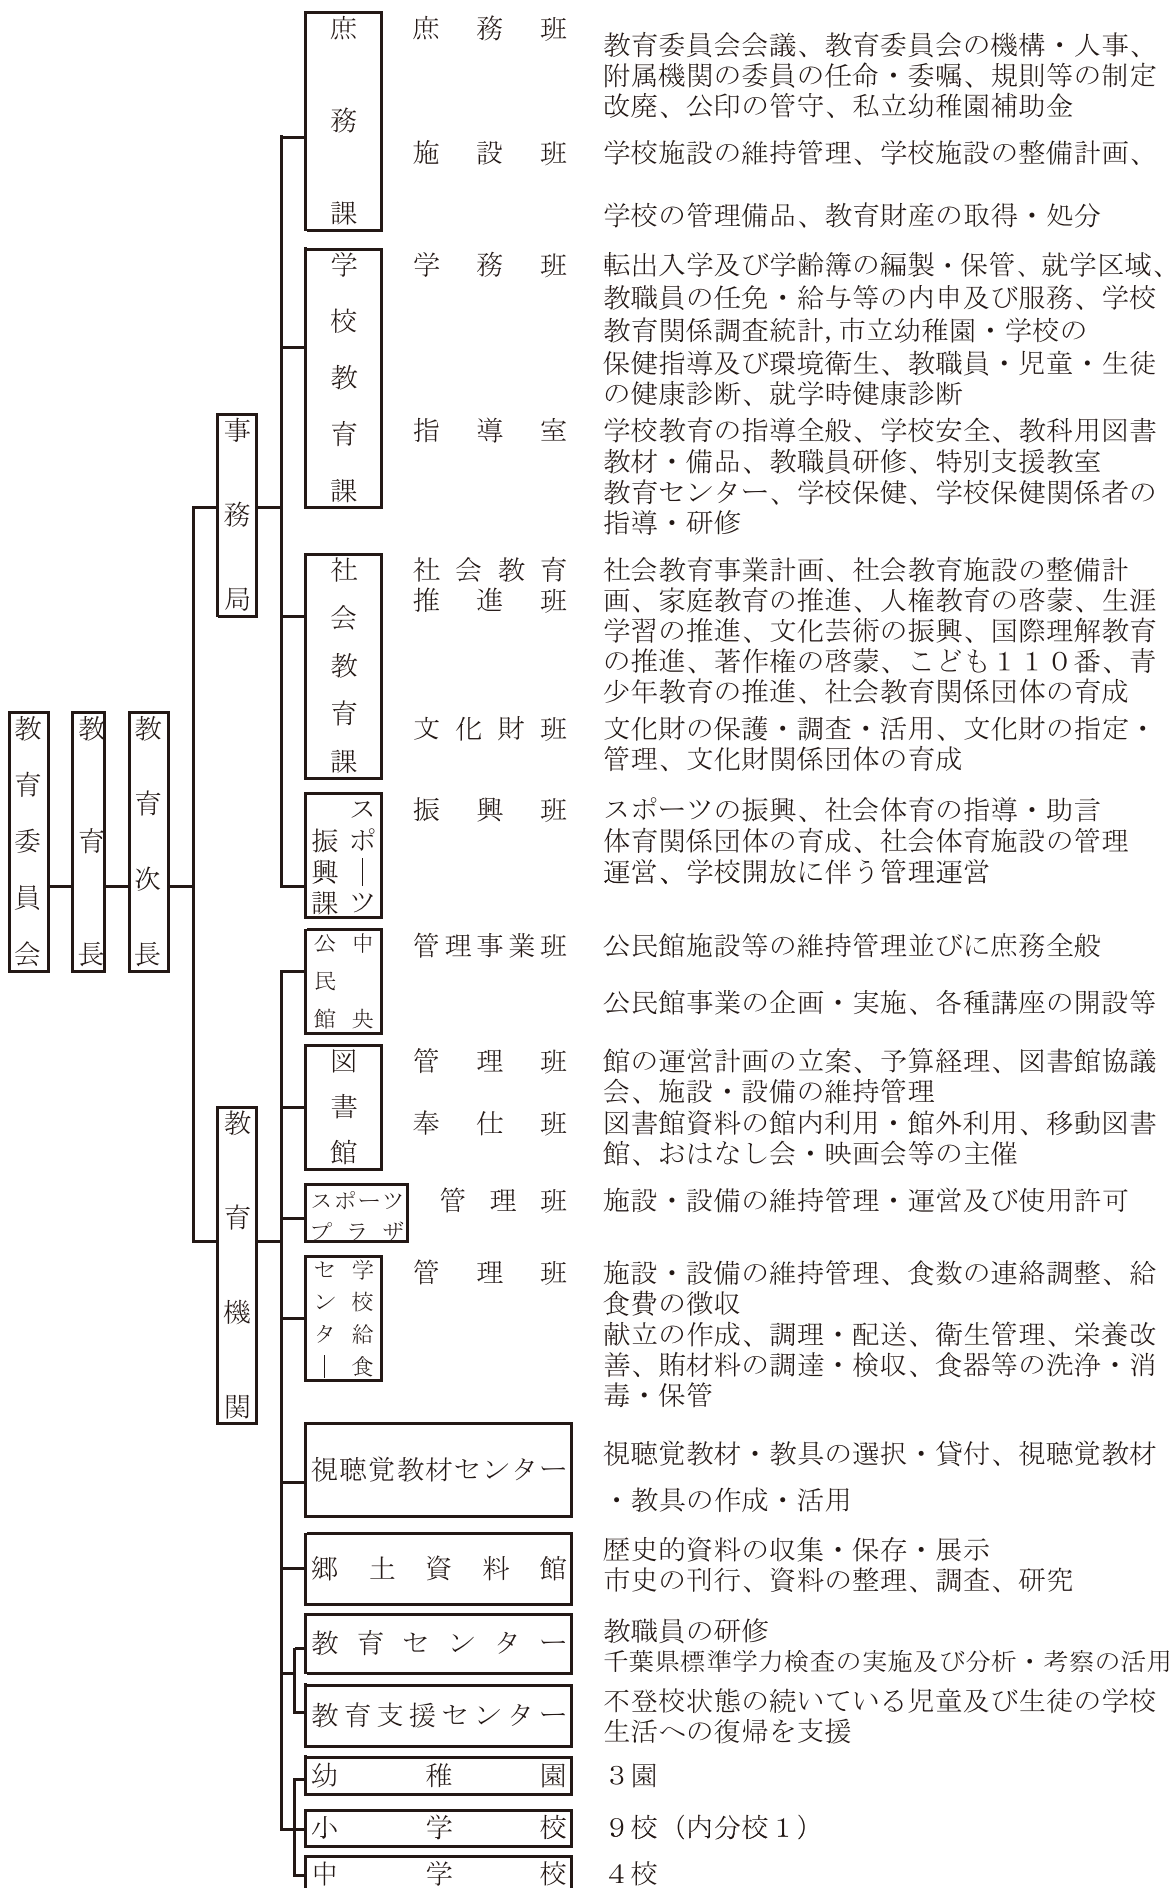 教育委員会
教育長
教育次長
事務局
庶務課
庶務班
教育委員会会議、教育委員会の機構・人事、
附属機関の委員の任命・委嘱、規則等の制定
改廃、公印の管守、私立幼稚園補助金
施設班
学校施設の維持管理、学校施設の整備計画、
学校の管理備品、教育財産の取得・処分
学校教育課
学務班
転出入学及び学齢簿の編製・保管、就学区域、
教職員の任免・給与等の内申及び服務、学校
教育関係調査統計,市立幼稚園・学校の
保健指導及び環境衛生、教職員・児童・生徒
の健康診断、就学時健康診断
指導室
学校教育の指導全般、学校安全、教科用図書
教材・備品、教職員研修、特別支援教室
教育センター、学校保健、学校保健関係者の
指導・研修
社会教育課
社会教育
推進班
社会教育事業計画、社会教育施設の整備計
画、家庭教育の推進、人権教育の啓蒙、生涯
学習の推進、文化芸術の振興、国際理解教育
の推進、著作権の啓蒙、こども１１０番、青
少年教育の推進、社会教育関係団体の育成
文化財班
文化財の保護・調査・活用、文化財の指定・
管理、文化財関係団体の育成
スポーツ
振興課
振興班
スポーツの振興、社会体育の指導・助言
体育関係団体の育成、社会体育施設の管理
運営、学校開放に伴う管理運営
教育機関
中央
公民館
管理事業班
公民館施設等の維持管理並びに庶務全般
公民館事業の企画・実施、各種講座の開設等
図書館
管理班
館の運営計画の立案、予算経理、図書館協議
会、施設・設備の維持管理
奉仕班
図書館資料の館内利用・館外利用、移動図書
館、おはなし会・映画会等の主催
スポーツ
プラザ
管理班
施設・設備の維持管理・運営及び使用許可
学校給食
センター
管理班
施設・設備の維持管理、食数の連絡調整、給
食費の徴収
献立の作成、調理・配送、衛生管理、栄養改
善、賄材料の調達・検収、食器等の洗浄・消
毒・保管
視聴覚教材センター
視聴覚教材・教具の選択・貸付、視聴覚教材
・教具の作成・活用
郷土資料館
歴史的資料の収集・保存・展示
市史の刊行、資料の整理、調査、研究
教育センター
教職員の研修
千葉県標準学力検査の実施及び分析・考察の活用
教育支援センター
不登校状態の続いている児童及び生徒の学校
生活への復帰を支援
幼稚園
３園
小学校
９校（内分校１）
中学校
４校